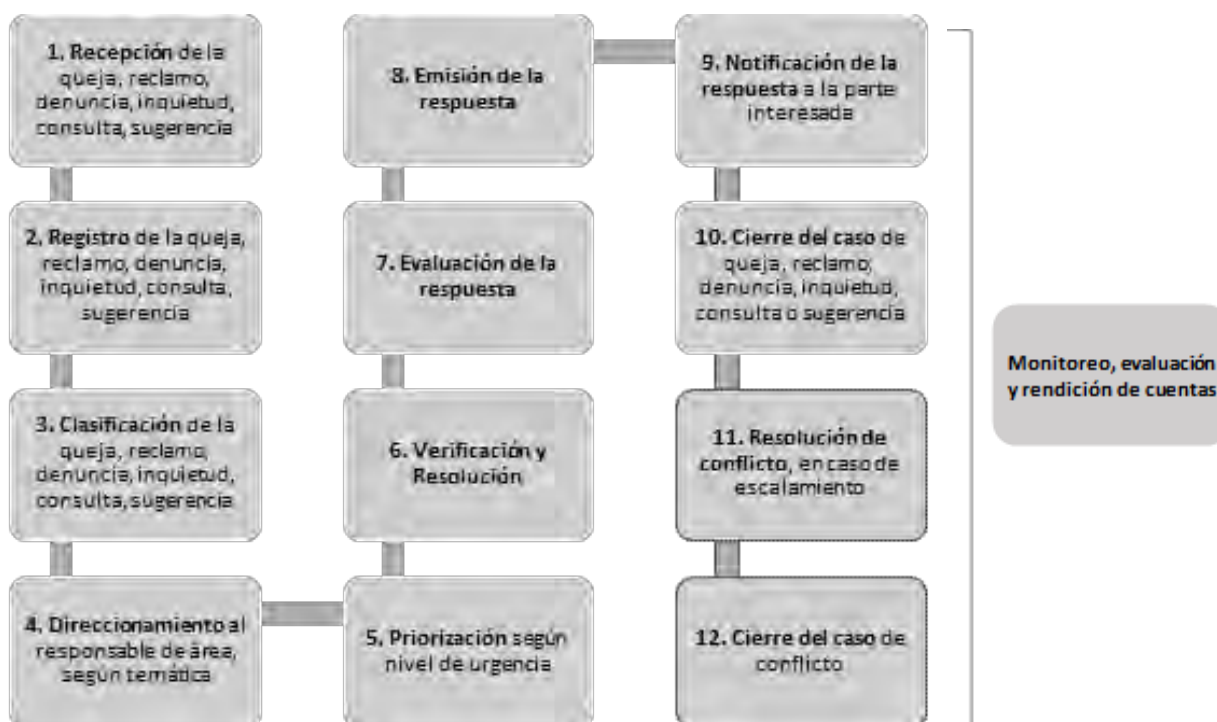 1. Recepción de la
queja, reclamo,
denuncia, inquietud,
consulta, sugerencia
2. Registro de la queja,
reclamo, denuncia,
inquietud, consulta,
sugerencia
3. Clasificación de la
queja, reclamo,
denuncia, inquietud,
consulta, sugerencia
4. Direccionamiento al
responsable de área,
según temática
5. Priorización según
nivel de urgencia
6. Verificación y
Resolución
7. Evaluación de la
respuesta
8. Emisión de la
respuesta
9. Notificación de la
respuesta a la parte
interesada
10. Cierre del caso de
queja, reclamo,
denuncia, inquietud,
consulta o sugerencia
11. Resolución de
conflicto, en caso de
escalamiento
12. Cierre del caso de
conflicto
Monitoreo, evaluación
y rendición de cuentas